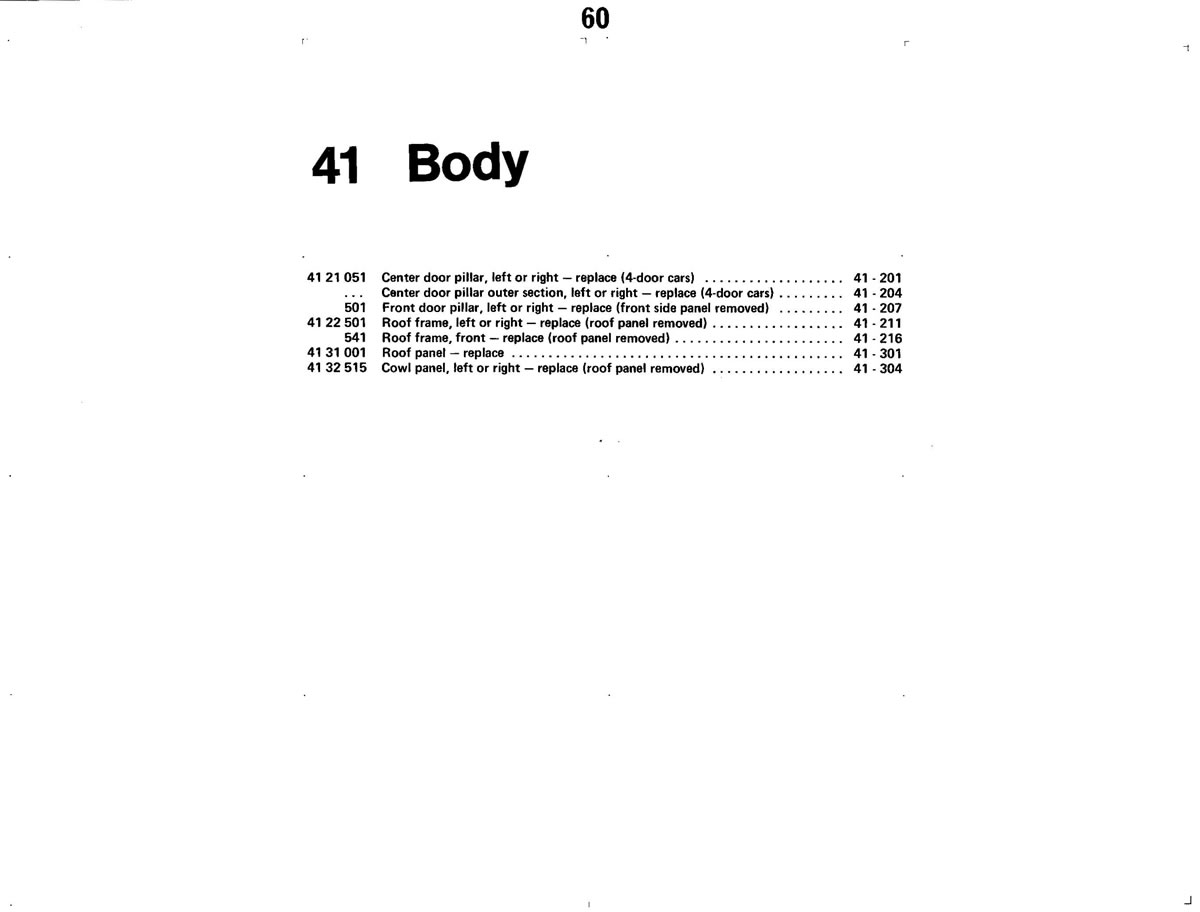 60
41 Body
41 21 051 Center door pillar, left or right — replace (4-door cars) ................... 41 - 201
... Center door pillar outer section, left or right — replace (4-door cars) ......... 41 - 204
501 Front door pillar, left or right — replace (front side panel removed) ......... 41 - 207
41 22 501 Roof frame, left or right — replace (roof panel removed) .................. 41 - 211
541 Roof frame, front — replace (roof panel removed) ....................... 41 - 216
41 31 001 Roof panel — replace ............................................. 41 - 301
41 32 515 Cowl panel, left or right — replace (roof panel removed) .................. 41 - 304